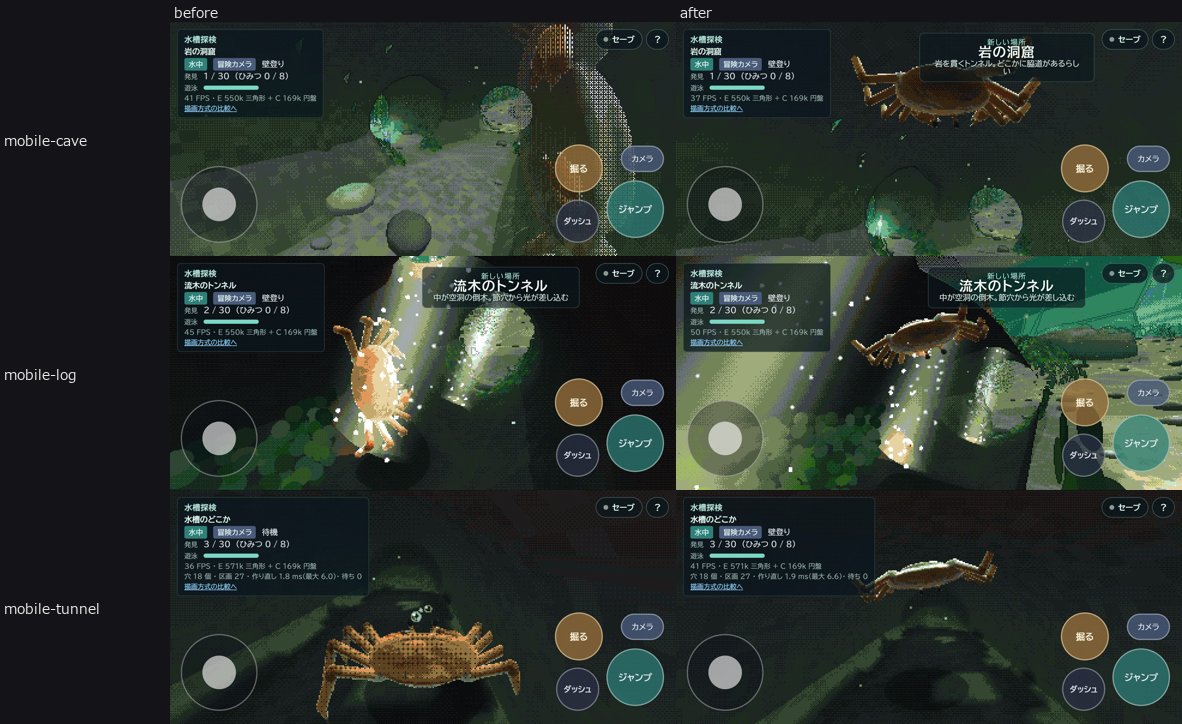 before
after
mobile-cave
水槽探検
岩の洞窟
水中 冒険カメラ 壁登り
発見 1 / 30（ひみつ 0 / 8）
遊泳
41 FPS・E 550k 三角形 + C 169k 円盤
描画方式の比較へ
セーブ
?
掘る
カメラ
ダッシュ
ジャンプ
水槽探検
岩の洞窟
水中 冒険カメラ 壁登り
発見 1 / 30（ひみつ 0 / 8）
遊泳
37 FPS・E 550k 三角形 + C 169k 円盤
描画方式の比較へ
新しい場所
岩の洞窟
岩を貫くトンネル。どこかに脇道があるらし
い
セーブ
?
掘る
カメラ
ダッシュ
ジャンプ
mobile-log
水槽探検
流木のトンネル
水中 冒険カメラ 壁登り
発見 2 / 30（ひみつ 0 / 8）
遊泳
45 FPS・E 550k 三角形 + C 169k 円盤
描画方式の比較へ
新しい場所
流木のトンネル
中が空洞の倒木。節穴から光が差し込む
セーブ
?
掘る
カメラ
ダッシュ
ジャンプ
水槽探検
流木のトンネル
水中 冒険カメラ 壁登り
発見 2 / 30（ひみつ 0 / 8）
遊泳
50 FPS・E 550k 三角形 + C 169k 円盤
描画方式の比較へ
新しい場所
流木のトンネル
中が空洞の倒木。節穴から光が差し込む
セーブ
?
掘る
カメラ
ダッシュ
ジャンプ
mobile-tunnel
水槽探検
水槽のどこか
水中 冒険カメラ 待機
発見 3 / 30（ひみつ 0 / 8）
遊泳
36 FPS・E 571k 三角形 + C 169k 円盤
穴 18 個・区画 27・作り直し 1.8 ms(最大 6.0)・待ち 0
描画方式の比較へ
セーブ
?
掘る
カメラ
ダッシュ
ジャンプ
水槽探検
水槽のどこか
水中 冒険カメラ 壁登り
発見 3 / 30（ひみつ 0 / 8）
遊泳
41 FPS・E 571k 三角形 + C 169k 円盤
穴 18 個・区画 27・作り直し 1.9 ms(最大 6.6)・待ち 0
描画方式の比較へ
セーブ
?
掘る
カメラ
ダッシュ
ジャンプ